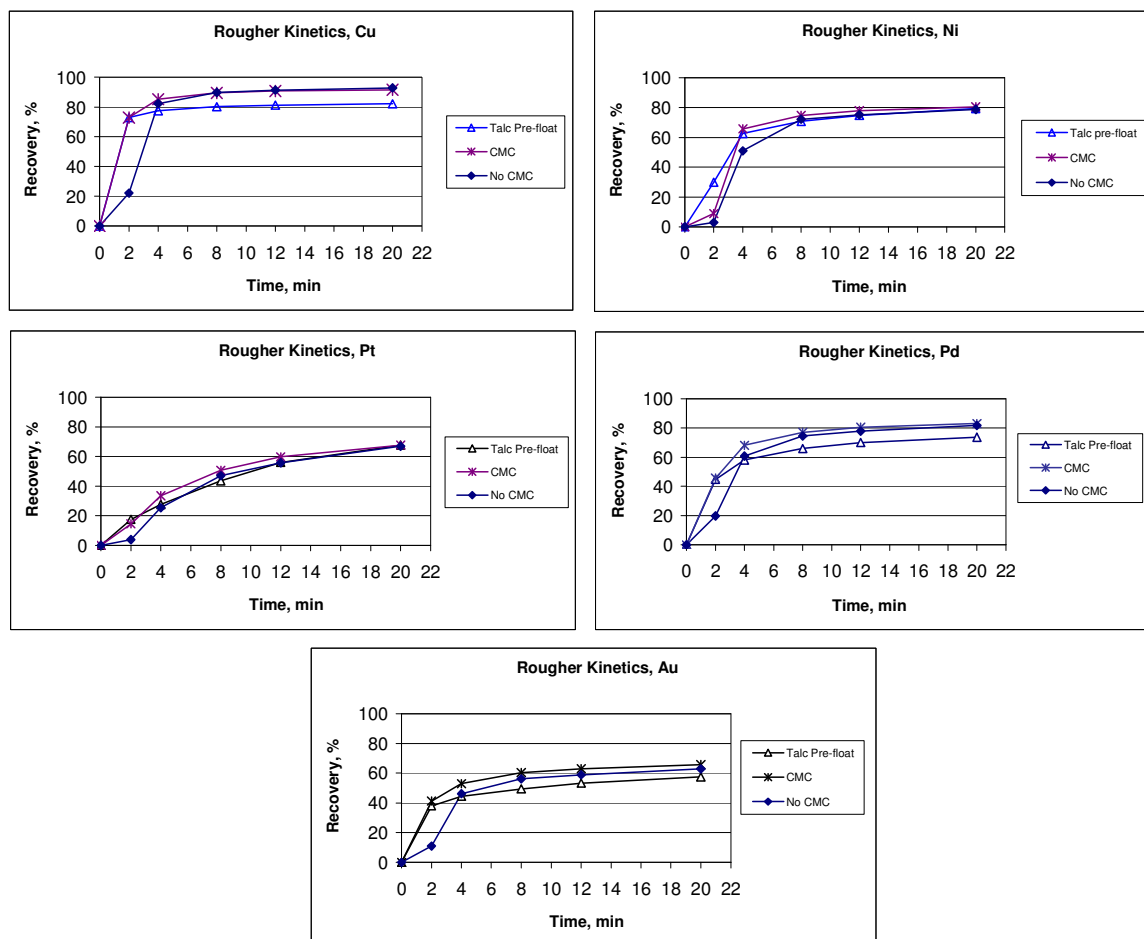 Rougher Kinetics, Cu
Recovery, %
100
80
60
40
20
0
0 2 4 6 8 10 12 14 16 18 20 22
Time, min
Talc Pre-float
CMC
No CMC
Rougher Kinetics, Ni
Recovery, %
100
80
60
40
20
0
0 2 4 6 8 10 12 14 16 18 20 22
Time, min
Talc pre-float
CMC
No CMC
Rougher Kinetics, Pt
Recovery, %
100
80
60
40
20
0
0 2 4 6 8 10 12 14 16 18 20 22
Time, min
Talc Pre-float
CMC
No CMC
Rougher Kinetics, Pd
Recovery, %
100
80
60
40
20
0
0 2 4 6 8 10 12 14 16 18 20 22
Time, min
Talc Pre-float
CMC
No CMC
Rougher Kinetics, Au
Recovery, %
100
80
60
40
20
0
0 2 4 6 8 10 12 14 16 18 20 22
Time, min
Talc Pre-float
CMC
No CMC